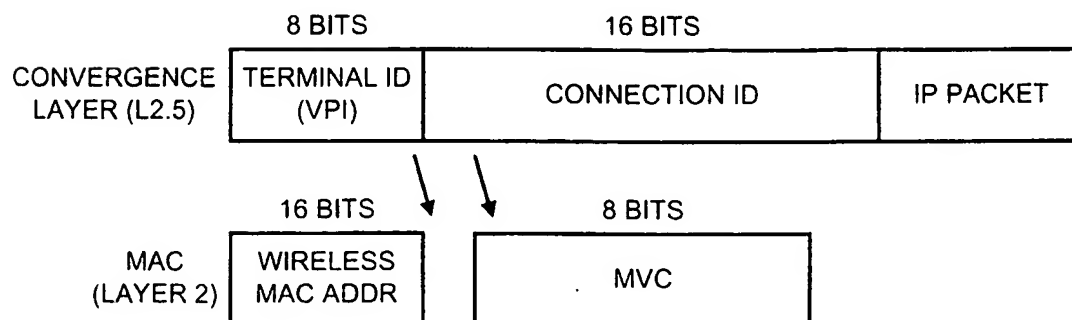 8 BITS 16 BITS
CONVERGENCE LAYER (L2.5)
TERMINAL ID (VPI)
CONNECTION ID
IP PACKET
16 BITS 8 BITS
MAC (LAYER 2)
WIRELESS MAC ADDR
MVC